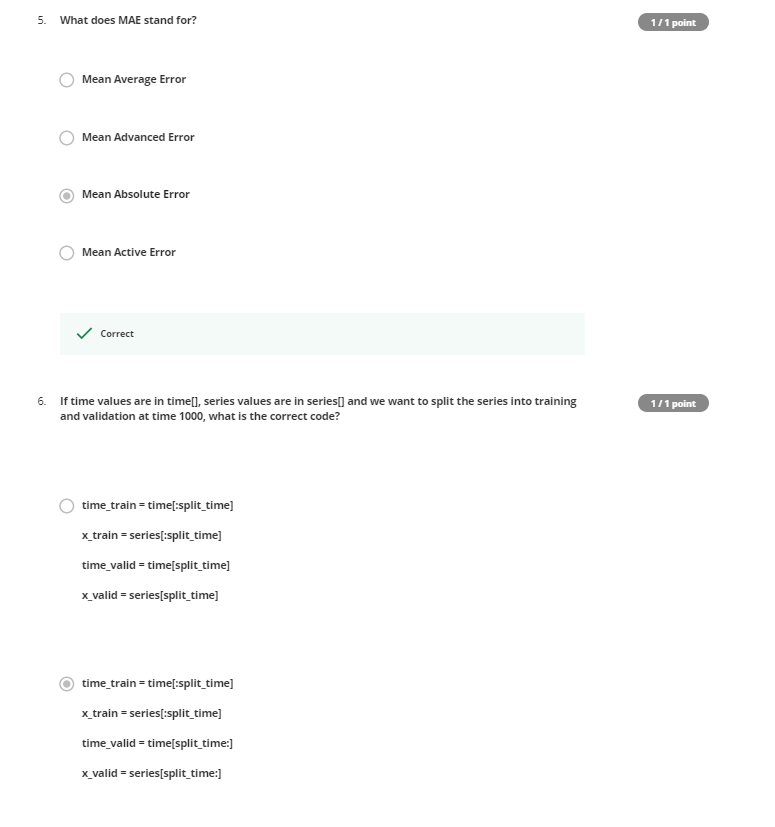 5. What does MAE stand for?
1 / 1 point
Mean Average Error
Mean Advanced Error
Mean Absolute Error
Mean Active Error
Correct
6. If time values are in time[], series values are in series[] and we want to split the series into training
and validation at time 1000, what is the correct code?
1 / 1 point
time_train = time[:split_time]
x_train = series[:split_time]
time_valid = time[split_time]
x_valid = series[split_time]
time_train = time[:split_time]
x_train = series[:split_time]
time_valid = time[split_time:]
x_valid = series[split_time:]